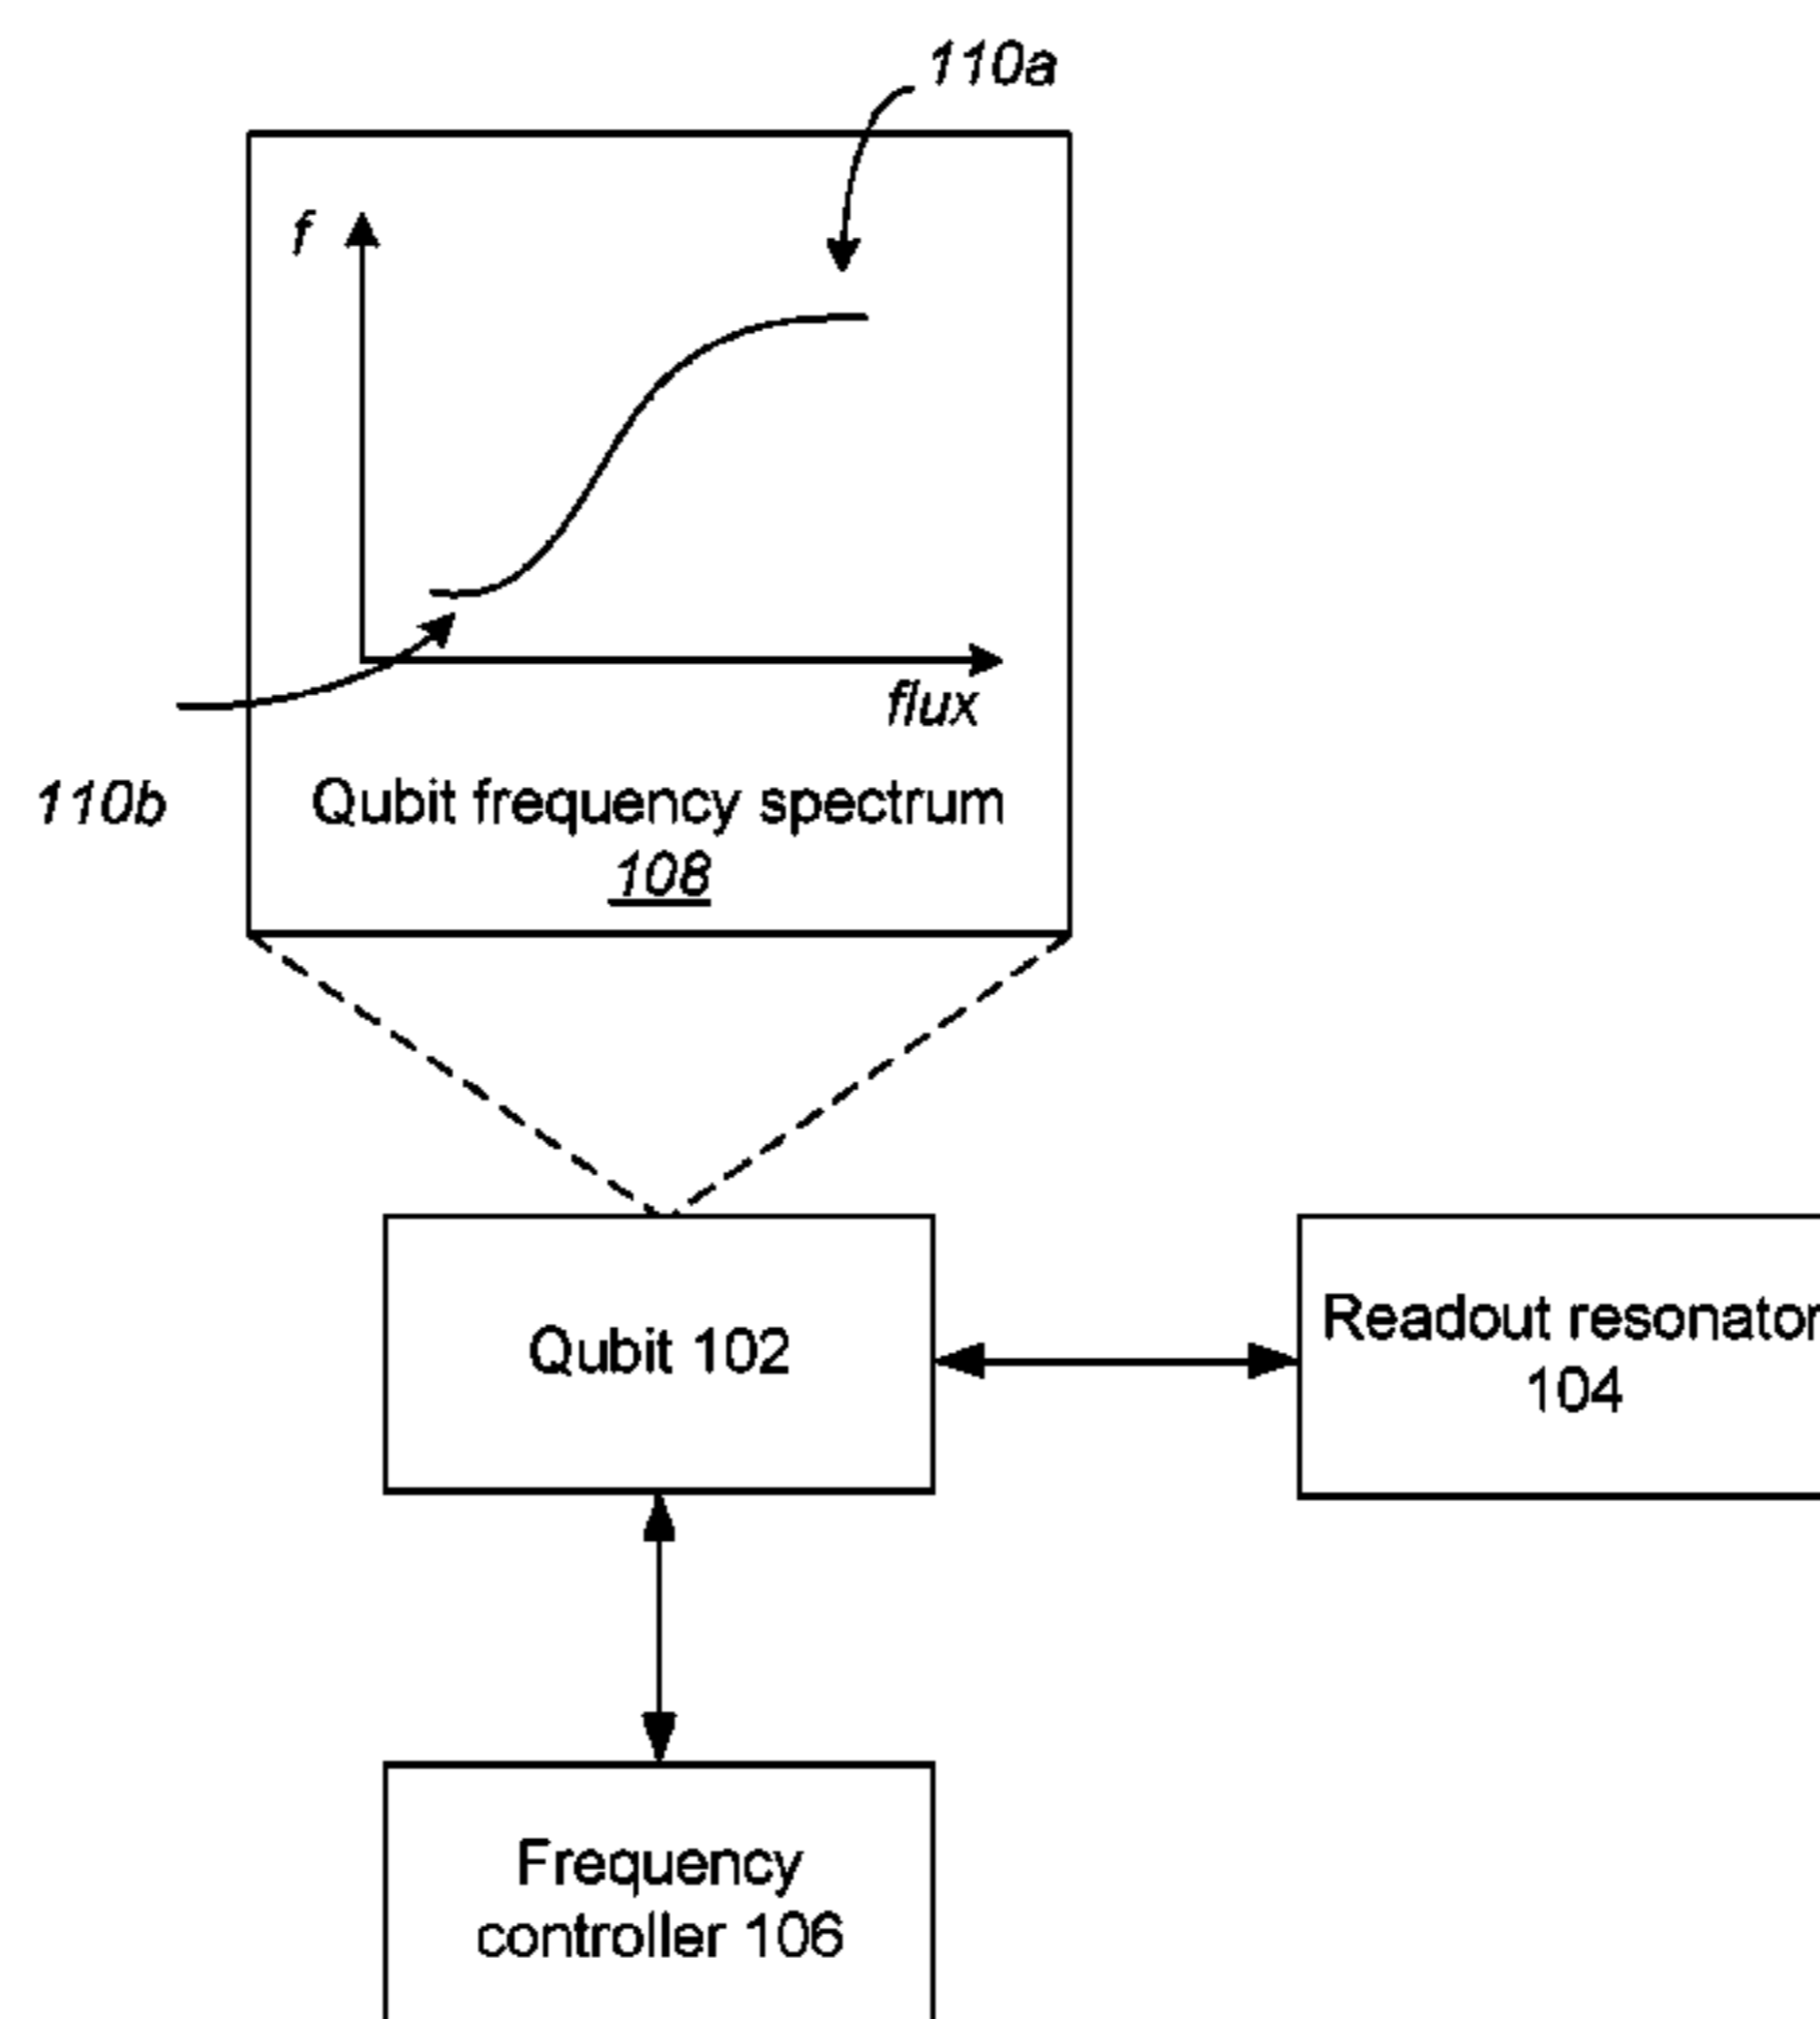 110a
f
flux
110b
Qubit frequency spectrum
108
Qubit 102
Readout resonator
104
Frequency
controller 106